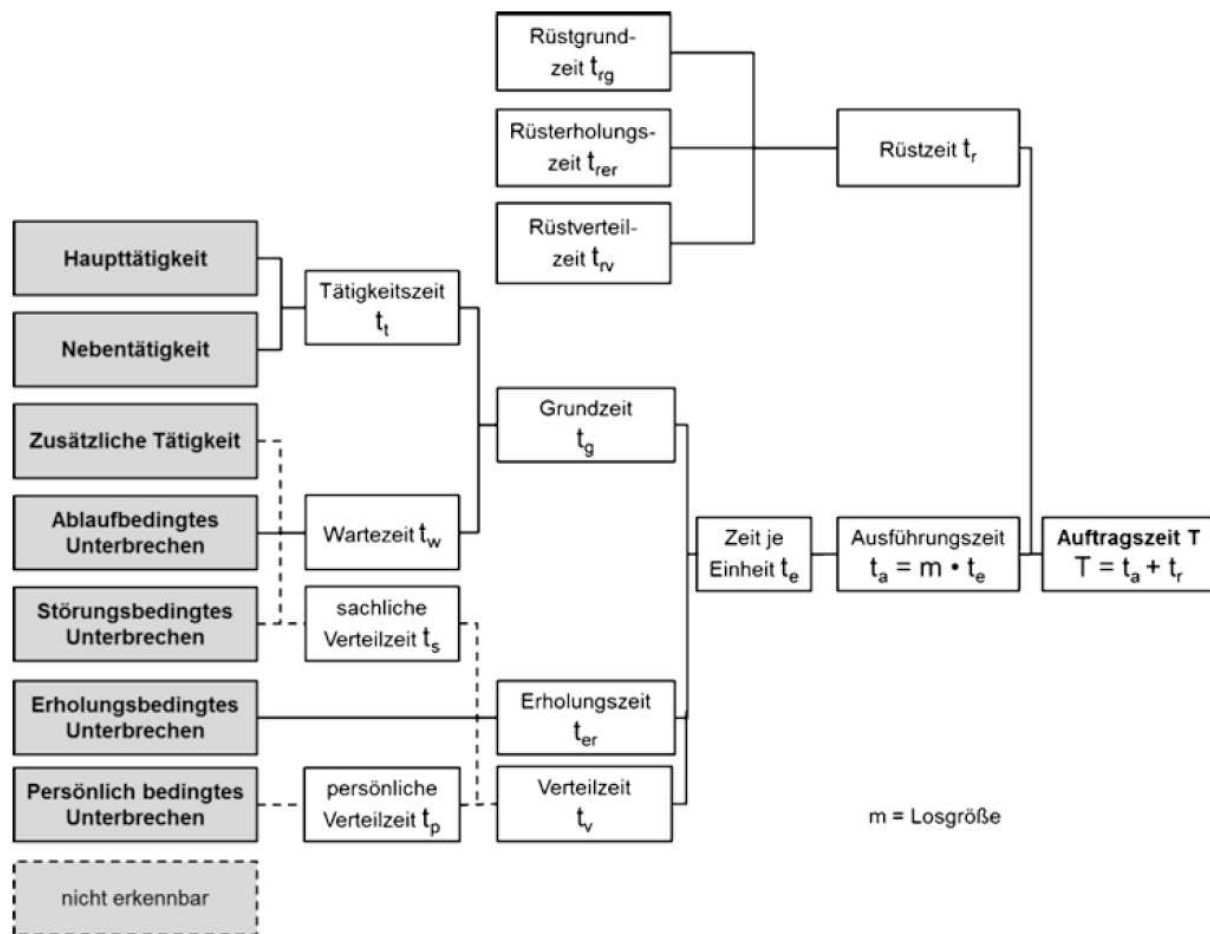 Rüstgrund-
zeit t_rg
Rüsterholungs-
zeit t_rer
Rüstzeit t_r
Rüstverteil-
zeit t_rv
Haupttätigkeit
Tätigkeitszeit
t_t
Nebentätigkeit
Zusätzliche Tätigkeit
Grundzeit
t_g
Ablaufbedingtes
Unterbrechen
Wartezeit t_w
Zeit je
Einheit t_e
Ausführungszeit
t_a = m • t_e
Auftragszeit T
T = t_a + t_r
Störungsbedingtes
Unterbrechen
sachliche
Verteilzeit t_s
Erholungsbedingtes
Unterbrechen
Erholungszeit
t_er
Persönlich bedingtes
Unterbrechen
persönliche
Verteilzeit t_p
Verteilzeit
t_v
m = Losgröße
nicht erkennbar